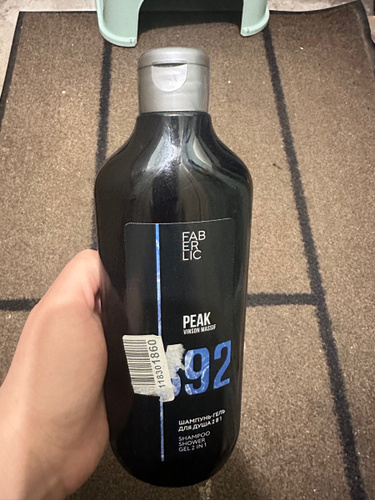 FAB
ER
LIC
PEAK
VINSON MASSIF
92
118301860
ШАМПУНЬ-ГЕЛЬ
ДЛЯ ДУША 2 В 1
SHAMPOO
SHOWER
GEL 2 IN 1